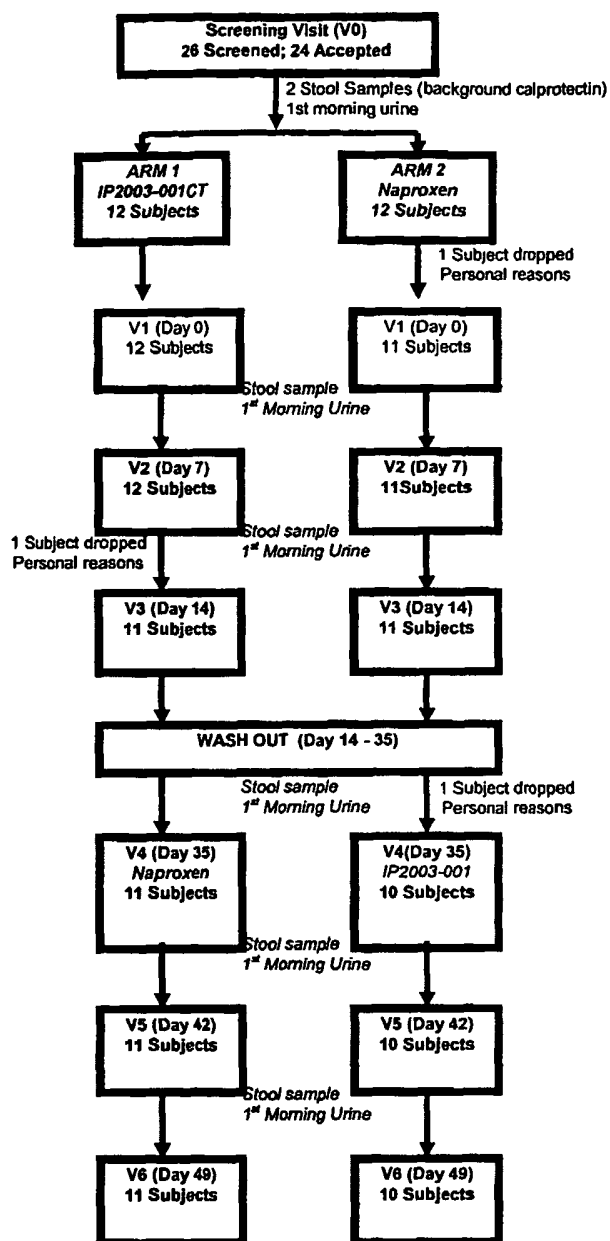 Screening Visit (V0)
26 Screened; 24 Accepted
2 Stool Samples (background calprotectin)
1st morning urine
ARM 1
IP2003-001CT
12 Subjects
ARM 2
Naproxen
12 Subjects
1 Subject dropped
Personal reasons
V1 (Day 0)
12 Subjects
V1 (Day 0)
11 Subjects
Stool sample
1st Morning Urine
V2 (Day 7)
12 Subjects
V2 (Day 7)
11Subjects
1 Subject dropped
Personal reasons
Stool sample
1st Morning Urine
V3 (Day 14)
11 Subjects
V3 (Day 14)
11 Subjects
WASH OUT (Day 14 - 35)
Stool sample
1st Morning Urine
1 Subject dropped
Personal reasons
V4 (Day 35)
Naproxen
11 Subjects
V4(Day 35)
IP2003-001
10 Subjects
Stool sample
1st Morning Urine
V5 (Day 42)
11 Subjects
V5 (Day 42)
10 Subjects
Stool sample
1st Morning Urine
V6 (Day 49)
11 Subjects
V6 (Day 49)
10 Subjects